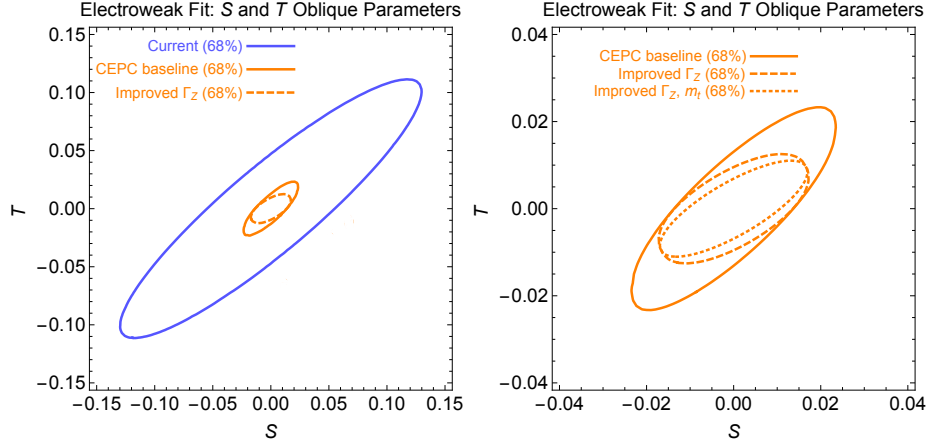 Electroweak Fit: S and T Oblique Parameters
0.15
0.10
0.05
0.00
−0.05
−0.10
−0.15
T
Current (68%)
CEPC baseline (68%)
Improved Γ_Z (68%)
−0.15 −0.10 −0.05 0.00 0.05 0.10 0.15
S
Electroweak Fit: S and T Oblique Parameters
0.04
0.02
0.00
−0.02
−0.04
T
CEPC baseline (68%)
Improved Γ_Z (68%)
Improved Γ_Z, m_t (68%)
−0.04 −0.02 0.00 0.02 0.04
S